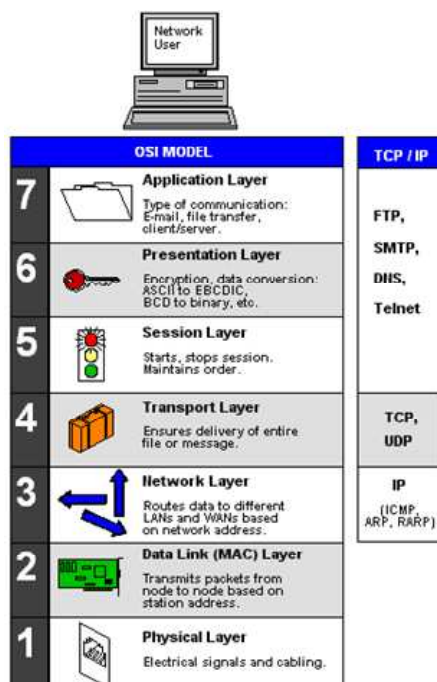 Network
User
OSI MODEL
7
Application Layer
Type of communication:
E-mail, file transfer,
client/server.
6
Presentation Layer
Encryption, data conversion:
ASCII to EBCDIC,
BCD to binary, etc.
5
Session Layer
Starts, stops session.
Maintains order.
4
Transport Layer
Ensures delivery of entire
file or message.
3
Network Layer
Routes data to different
LANs and WANs based
on network address.
2
Data Link (MAC) Layer
Transmits packets from
node to node based on
station address.
1
Physical Layer
Electrical signals and cabling.
TCP / IP
FTP,
SMTP,
DNS,
Telnet
TCP,
UDP
IP
(ICMP,
ARP, RARP)